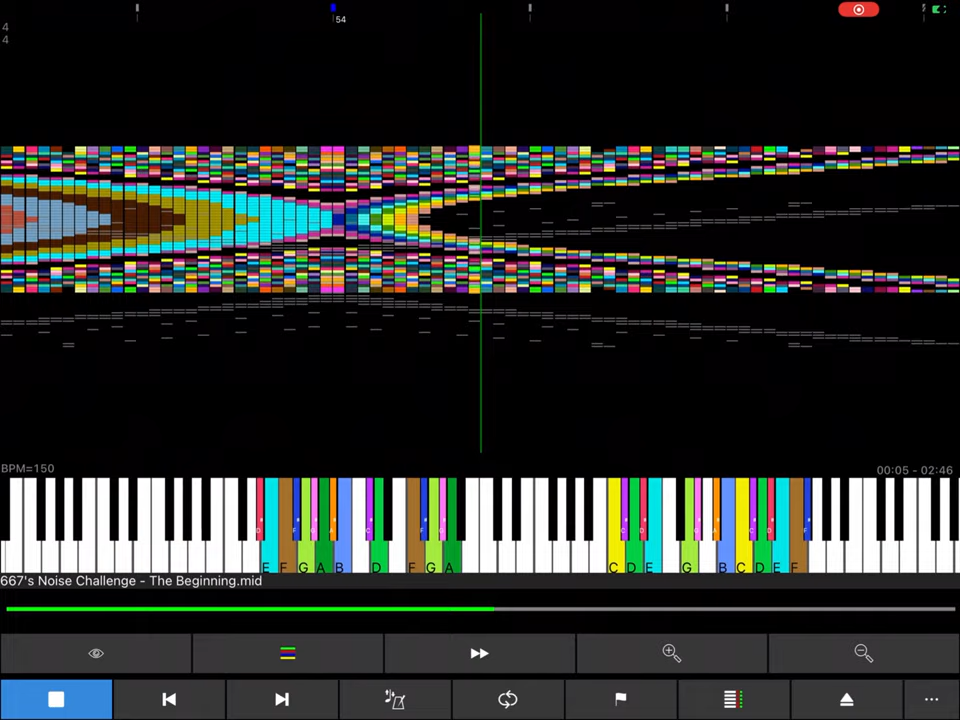 54
4
4
BPM=150
00:05 - 02:46
D F G A C F G C D F G A C D F
# # # # # # # # # # # # # # #
E F G A B D F G A C D E G B C D E F
667's Noise Challenge - The Beginning.mid